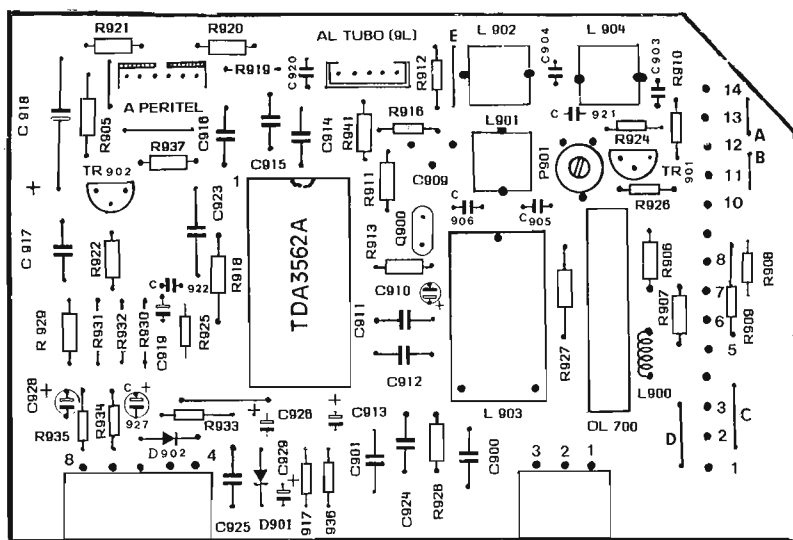 R921
R920
AL TUBO (9L)
E
L 902
C904
L 904
C903
R910
C 918
R905
R919
C920
R912
14
13
A
12
B
11
10
A PERITEL
C916
C915
C914
R941
R916
C909
L901
C 921
R924
P901
TR 901
R926
R937
TR 902
C923
1
R911
C 906
C 905
C 917
R922
C 922
R918
TDA3562A
R913
Q900
C910
R906
8
R908
R 929
R931
R932
R930
C919
R925
C911
C912
R927
R907
7
6
R909
5
L900
C928
R935
R934
C 927
R933
C926
C913
L 903
DL 700
D
3
C
2
1
D902
8
4
C925
D901
C929
917
936
C901
C924
R928
C900
3
2
1